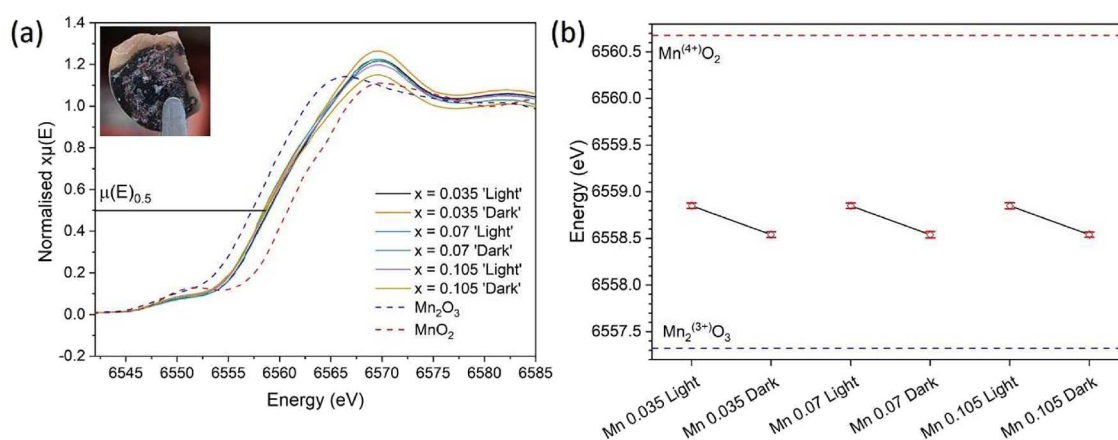 (a)
1.4
1.2
1.0
0.8
0.6
0.4
0.2
0.0
-0.2
Normalised xμ(E)
μ(E)0.5
x = 0.035 'Light'
x = 0.035 'Dark'
x = 0.07 'Light'
x = 0.07 'Dark'
x = 0.105 'Light'
x = 0.105 'Dark'
Mn2O3
MnO2
6545 6550 6555 6560 6565 6570 6575 6580 6585
Energy (eV)
(b)
6560.5
6560.0
6559.5
6559.0
6558.5
6558.0
6557.5
Energy (eV)
Mn(4+)O2
Mn2(3+)O3
Mn 0.035 Light
Mn 0.035 Dark
Mn 0.07 Light
Mn 0.07 Dark
Mn 0.105 Light
Mn 0.105 Dark